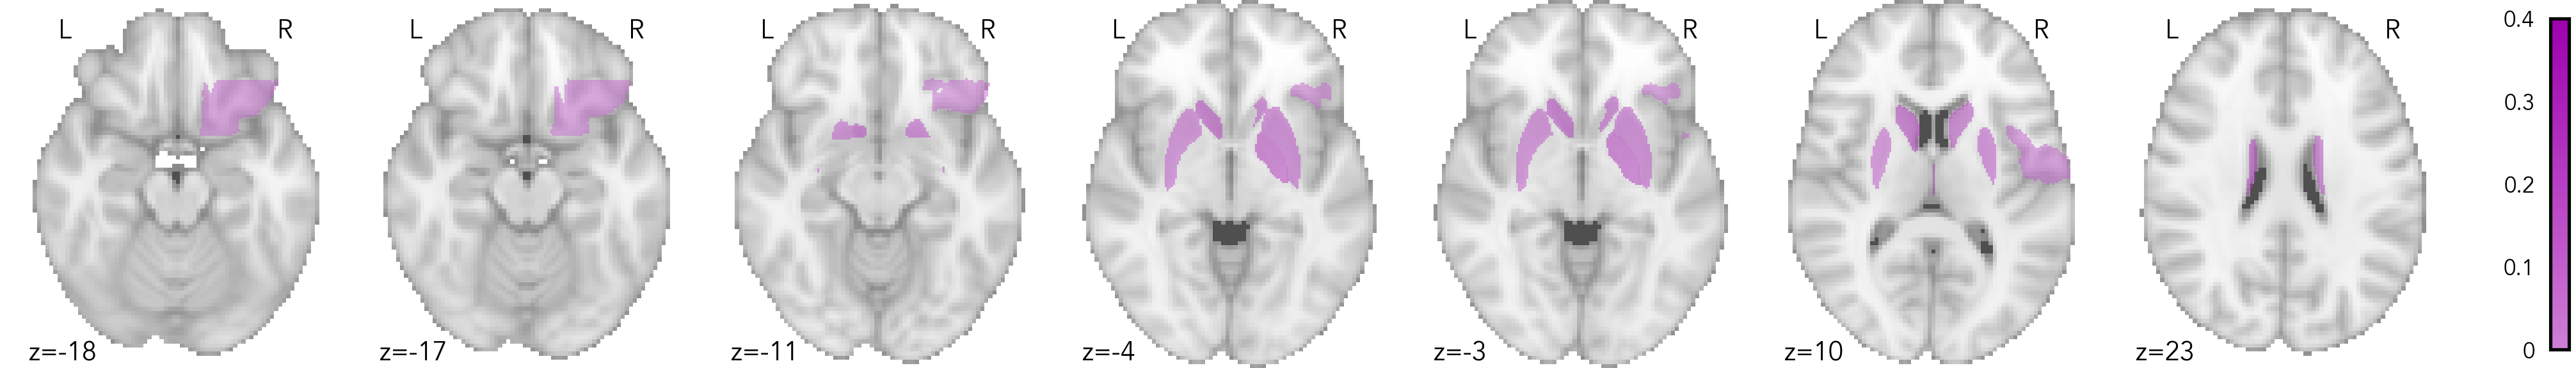 L R L R L R L R L R L R L R
z=-18 z=-17 z=-11 z=-4 z=-3 z=10 z=23
0.4
0.3
0.2
0.1
0